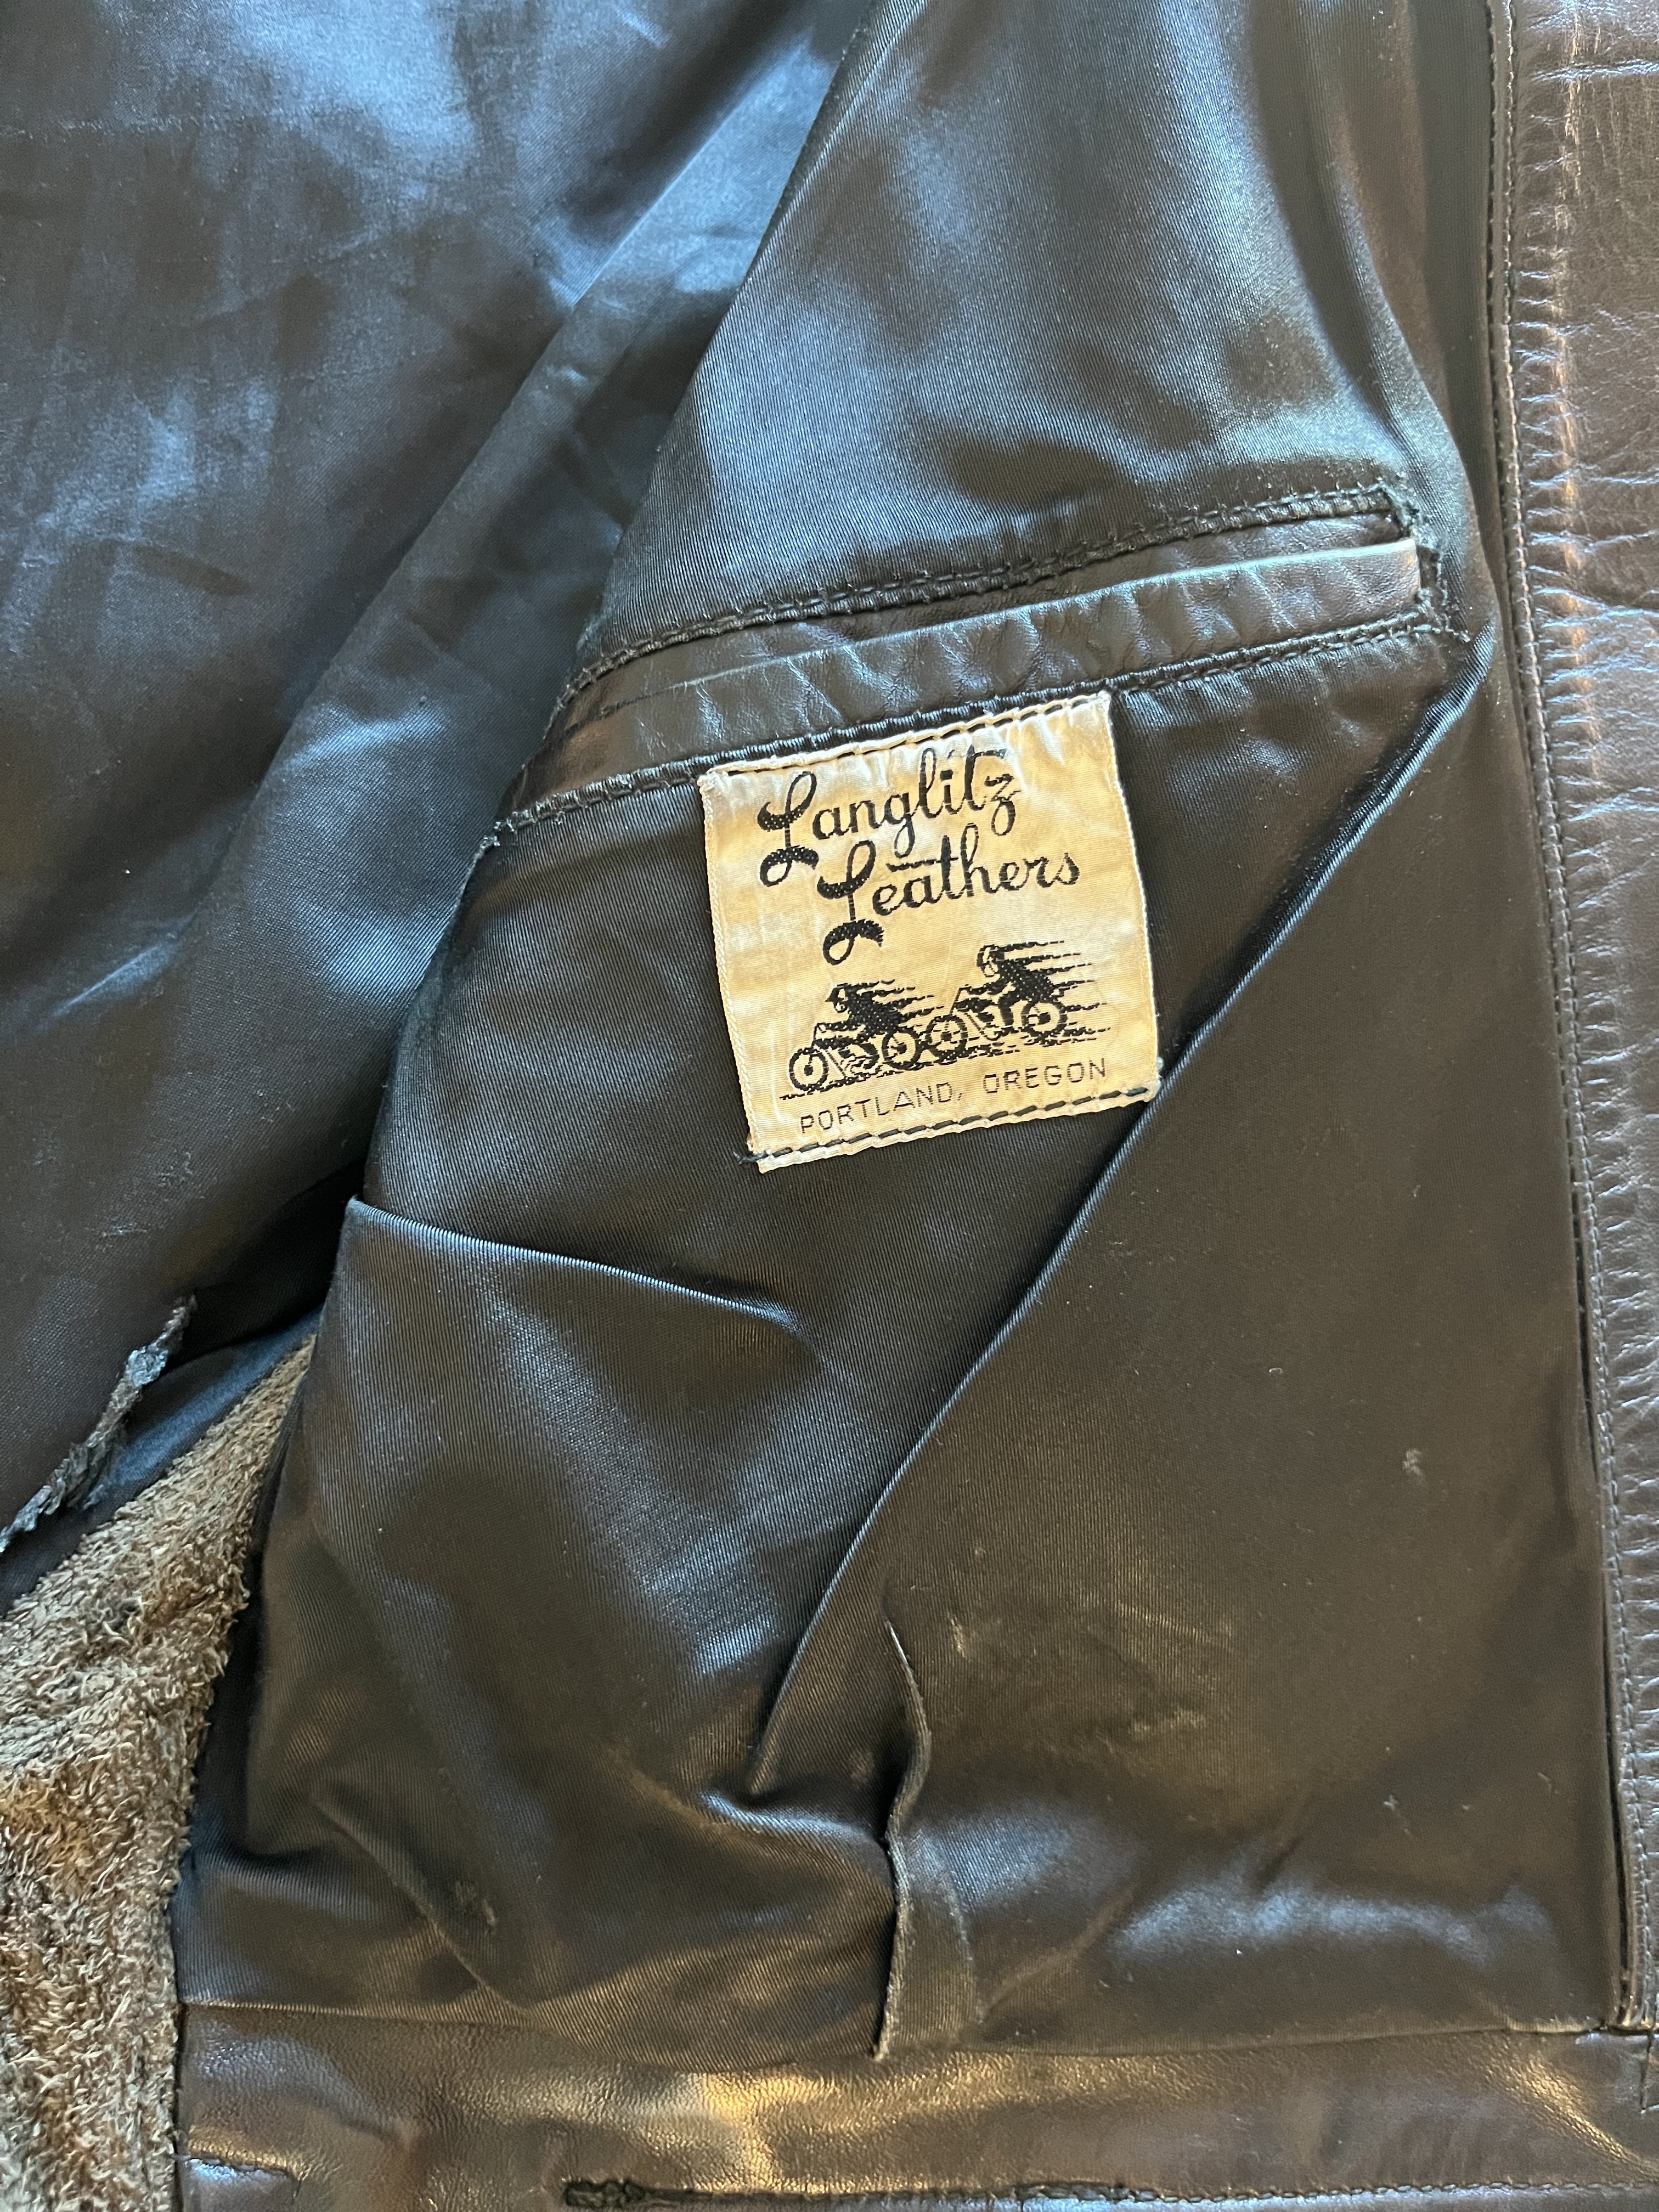 Langlitz
Leathers
PORTLAND, OREGON